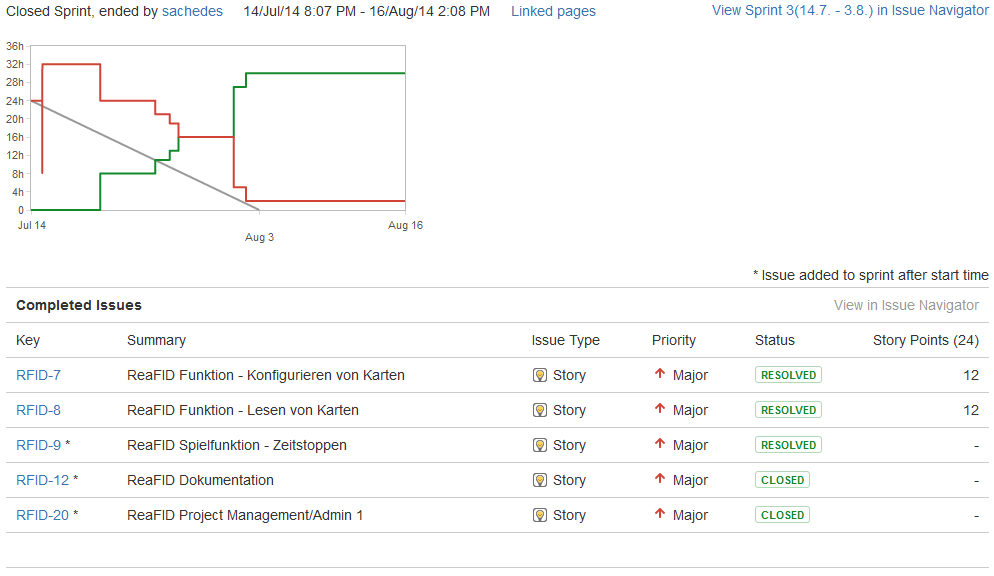 Closed Sprint, ended by sachedes 14/Jul/14 8:07 PM - 16/Aug/14 2:08 PM Linked pages View Sprint 3(14.7. - 3.8.) in Issue Navigator
36h
32h
28h
24h
20h
16h
12h
8h
4h
0
Jul 14
Aug 3
Aug 16
* Issue added to sprint after start time
Completed Issues View in Issue Navigator
Key Summary Issue Type Priority Status Story Points (24)
RFID-7 ReaFID Funktion - Konfigurieren von Karten Story Major RESOLVED 12
RFID-8 ReaFID Funktion - Lesen von Karten Story Major RESOLVED 12
RFID-9 * ReaFID Spielfunktion - Zeitstoppen Story Major RESOLVED -
RFID-12 * ReaFID Dokumentation Story Major CLOSED -
RFID-20 * ReaFID Project Management/Admin 1 Story Major CLOSED -